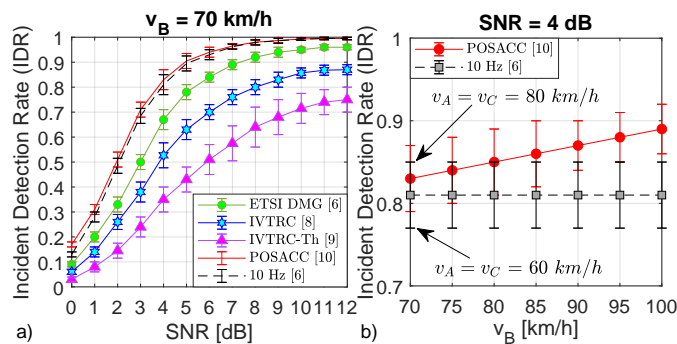 v_B = 70 km/h
Incident Detection Rate (IDR)
1
0.9
0.8
0.7
0.6
0.5
0.4
0.3
0.2
0.1
0
0 1 2 3 4 5 6 7 8 9 10 11 12
SNR [dB]
ETSI DMG [6]
IVTRC [8]
IVTRC-Th [9]
POSACC [10]
10 Hz [6]
a)
SNR = 4 dB
Incident Detection Rate (IDR)
1
0.9
0.8
0.7
70 75 80 85 90 95 100
v_B [km/h]
POSACC [10]
10 Hz [6]
v_A = v_C = 80 km/h
v_A = v_C = 60 km/h
b)